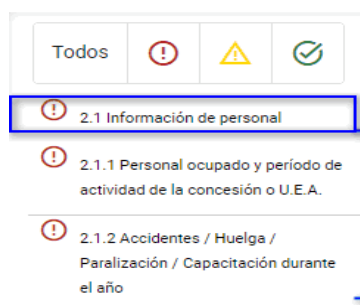 Todos
2.1 Información de personal
2.1.1 Personal ocupado y período de
actividad de la concesión o U.E.A.
2.1.2 Accidentes / Huelga /
Paralización / Capacitación durante
el año